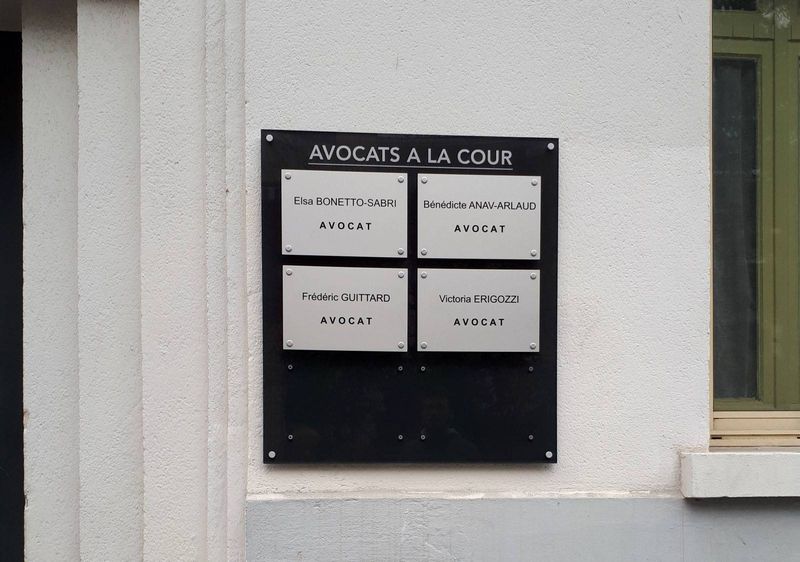 AVOCATS A LA COUR
Elsa BONETTO-SABRI
AVOCAT
Bénédicte ANAV-ARLAUD
AVOCAT
Frédéric GUITTARD
AVOCAT
Victoria ERIGOZZI
AVOCAT